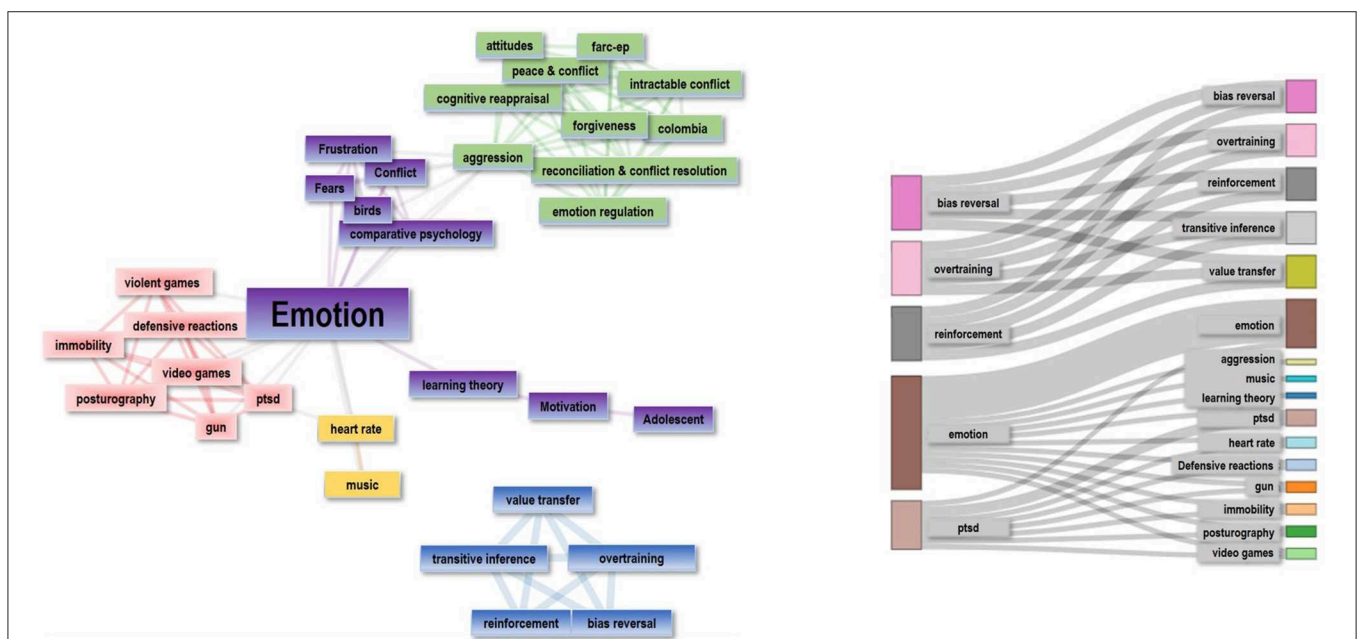 attitudes
farc-ep
peace & conflict
intractable conflict
cognitive reappraisal
forgiveness
colombia
aggression
reconciliation & conflict resolution
emotion regulation
Frustration
Conflict
Fears
birds
comparative psychology
Emotion
violent games
defensive reactions
immobility
video games
posturography
ptsd
gun
heart rate
music
learning theory
Motivation
Adolescent
value transfer
transitive inference
overtraining
reinforcement
bias reversal
bias reversal
overtraining
reinforcement
emotion
ptsd
bias reversal
overtraining
reinforcement
transitive inference
value transfer
emotion
aggression
music
learning theory
ptsd
heart rate
Defensive reactions
gun
immobility
posturography
video games